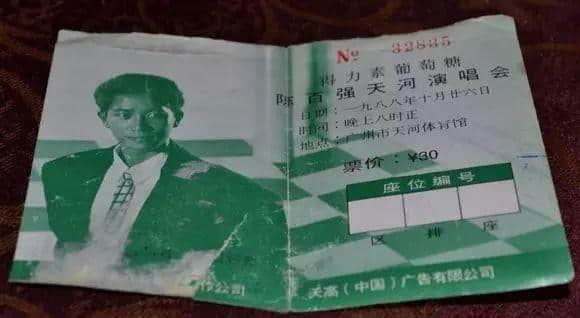 № 32835
得力素葡萄糖
陈百强天河演唱会
日期：一九八八年十月廿六日
时间：晚上八时正
地点：广州市天河体育馆
票价：¥30
座位编号
区 排 座
作公司
天高（中国）广告有限公司